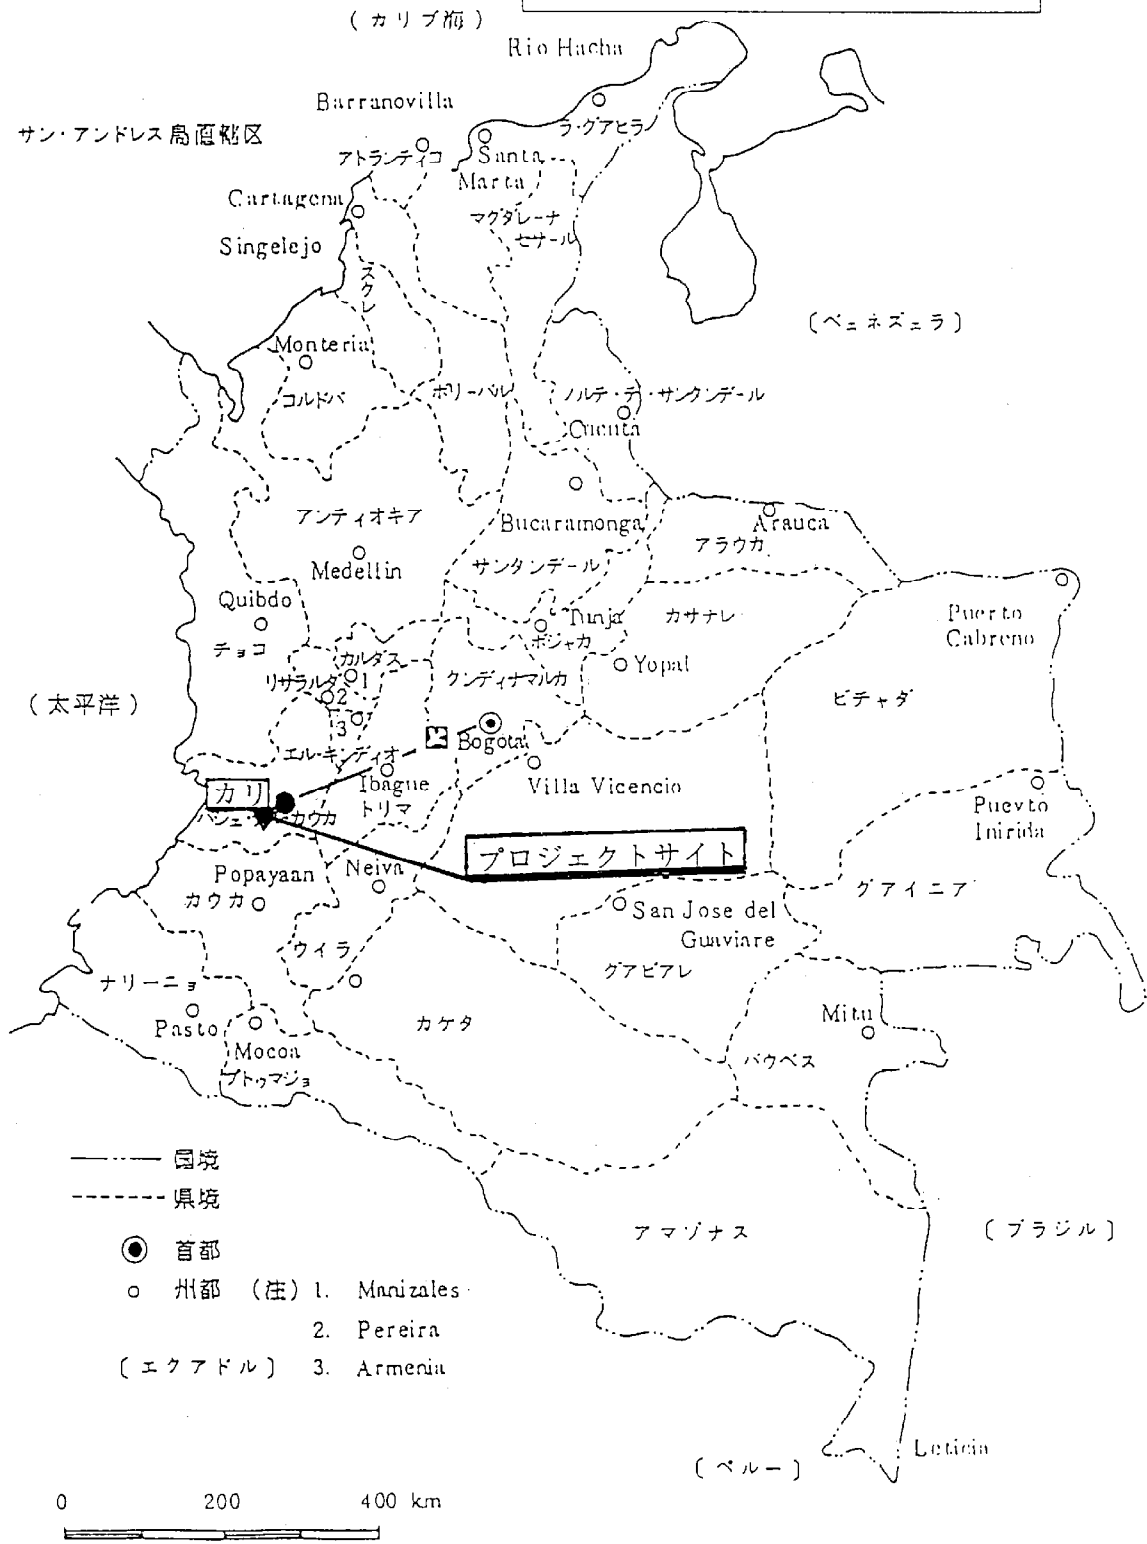 (カリブ海)
Rio Hacha
Barranovilla
ラ・グアヒラ
サン・アンドレス島直轄区
アトランティコ
Santa
Marta
Cartagena
マグダレーナ
セサール
Singelejo
スクレ
(ベェネズェラ)
Monteria
コルドバ
ボリーバル
ノルテ・デ・サンタンデール
Cucuta
アンティオキア
Bucaramonga
Arauca
アラウカ
Medellin
サンタンデール
Quibdo
チョコ
Tunja
ボジャカ
カサナレ
Puerto
Cabreno
カルダス
Yopal
リサラルダ
1
2
3
クンディナマルカ
ビチャダ
(太平洋)
Bogota
エル・キンディオ
Ibague
トリマ
Villa Vicencio
カリ
カウカ
Puevto
Inirida
プロジェクトサイト
Popayaan
カウカ
Neiva
グアイニア
San Jose del
Guaviare
ウイラ
グアビアレ
ナリーニョ
Pasto
カケタ
Mitu
Mocoa
プトゥマジョ
バウベス
国境
県境
首都
州都 (注) 1. Manizales
2. Pereira
3. Armenia
アマゾナス
(ブラジル)
(エクアドル)
(ペルー)
Leticia
0 200 400 km